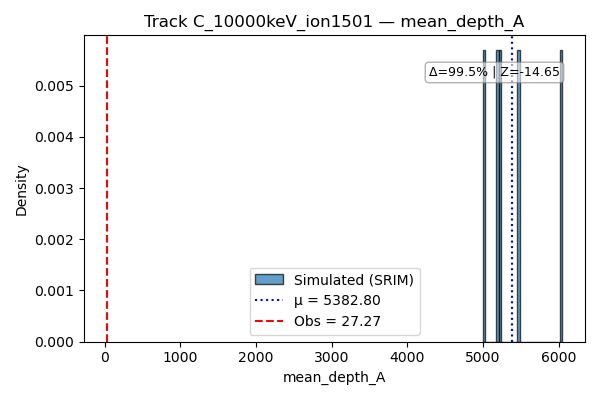 Track C_10000keV_ion1501 — mean_depth_A
Δ=99.5% | Z=-14.65
Density
0.005
0.004
0.003
0.002
0.001
0.000
Simulated (SRIM)
μ = 5382.80
Obs = 27.27
0 1000 2000 3000 4000 5000 6000
mean_depth_A